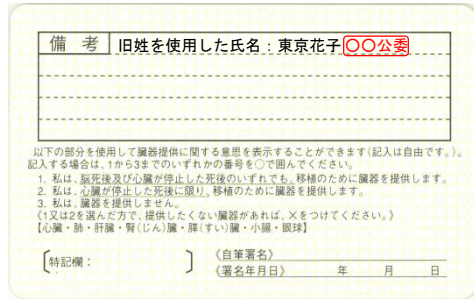 備考 旧姓を使用した氏名：東京花子 〇〇公委
以下の部分を使用して臓器提供に関する意思を表示することができます(記入は自由です。)。
記入する場合は、1から3までのいずれかの番号を〇で囲んでください。
1. 私は、脳死後及び心臓が停止した死後のいずれでも、移植のために臓器を提供します。
2. 私は、心臓が停止した死後に限り、移植のために臓器を提供します。
3. 私は、臓器を提供しません。
〈1又は2を選んだ方で、提供したくない臓器があれば、×をつけてください。〉
【心臓・肺・肝臓・腎(じん)臓・膵(すい)臓・小腸・眼球】
〔特記欄： 〕
《自筆署名》
《署名年月日》 年 月 日